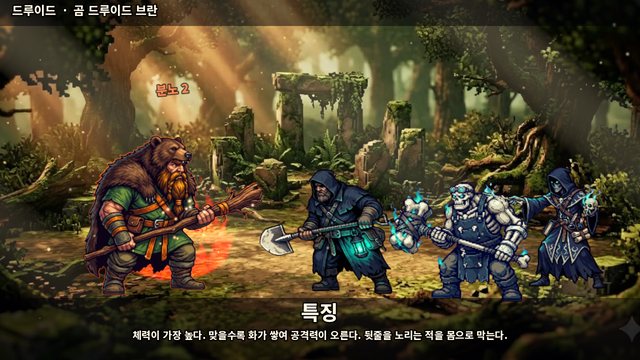 드루이드 · 곰 드루이드 브란
분노 2
특징
체력이 가장 높다. 맞을수록 화가 쌓여 공격력이 오른다. 뒷줄을 노리는 적을 몸으로 막는다.